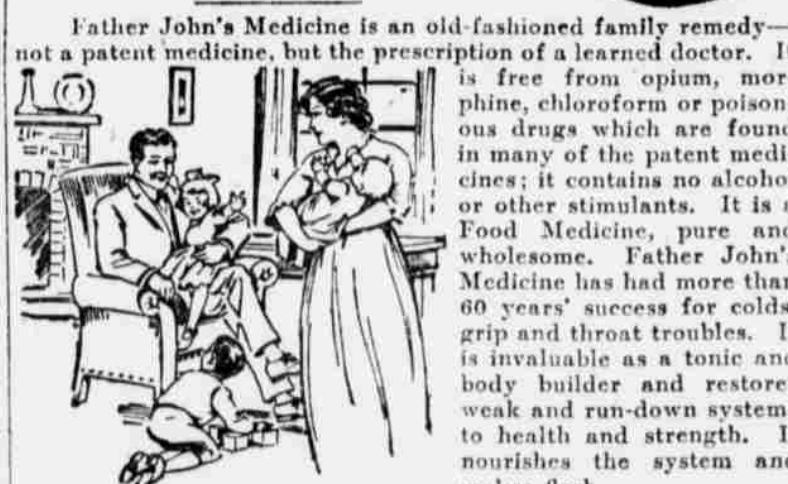 Father John's Medicine is an old-fashioned family remedy—
not a patent medicine, but the prescription of a learned doctor. I
is free from opium, mor
phine, chloroform or poison
ous drugs which are found
in many of the patent medi
cines; it contains no alcoho
or other stimulants. It is a
Food Medicine, pure and
wholesome. Father John's
Medicine has had more than
60 years' success for colds
grip and throat troubles. I
is invaluable as a tonic and
body builder and restore
weak and run-down system
to health and strength. I
nourishes the system and